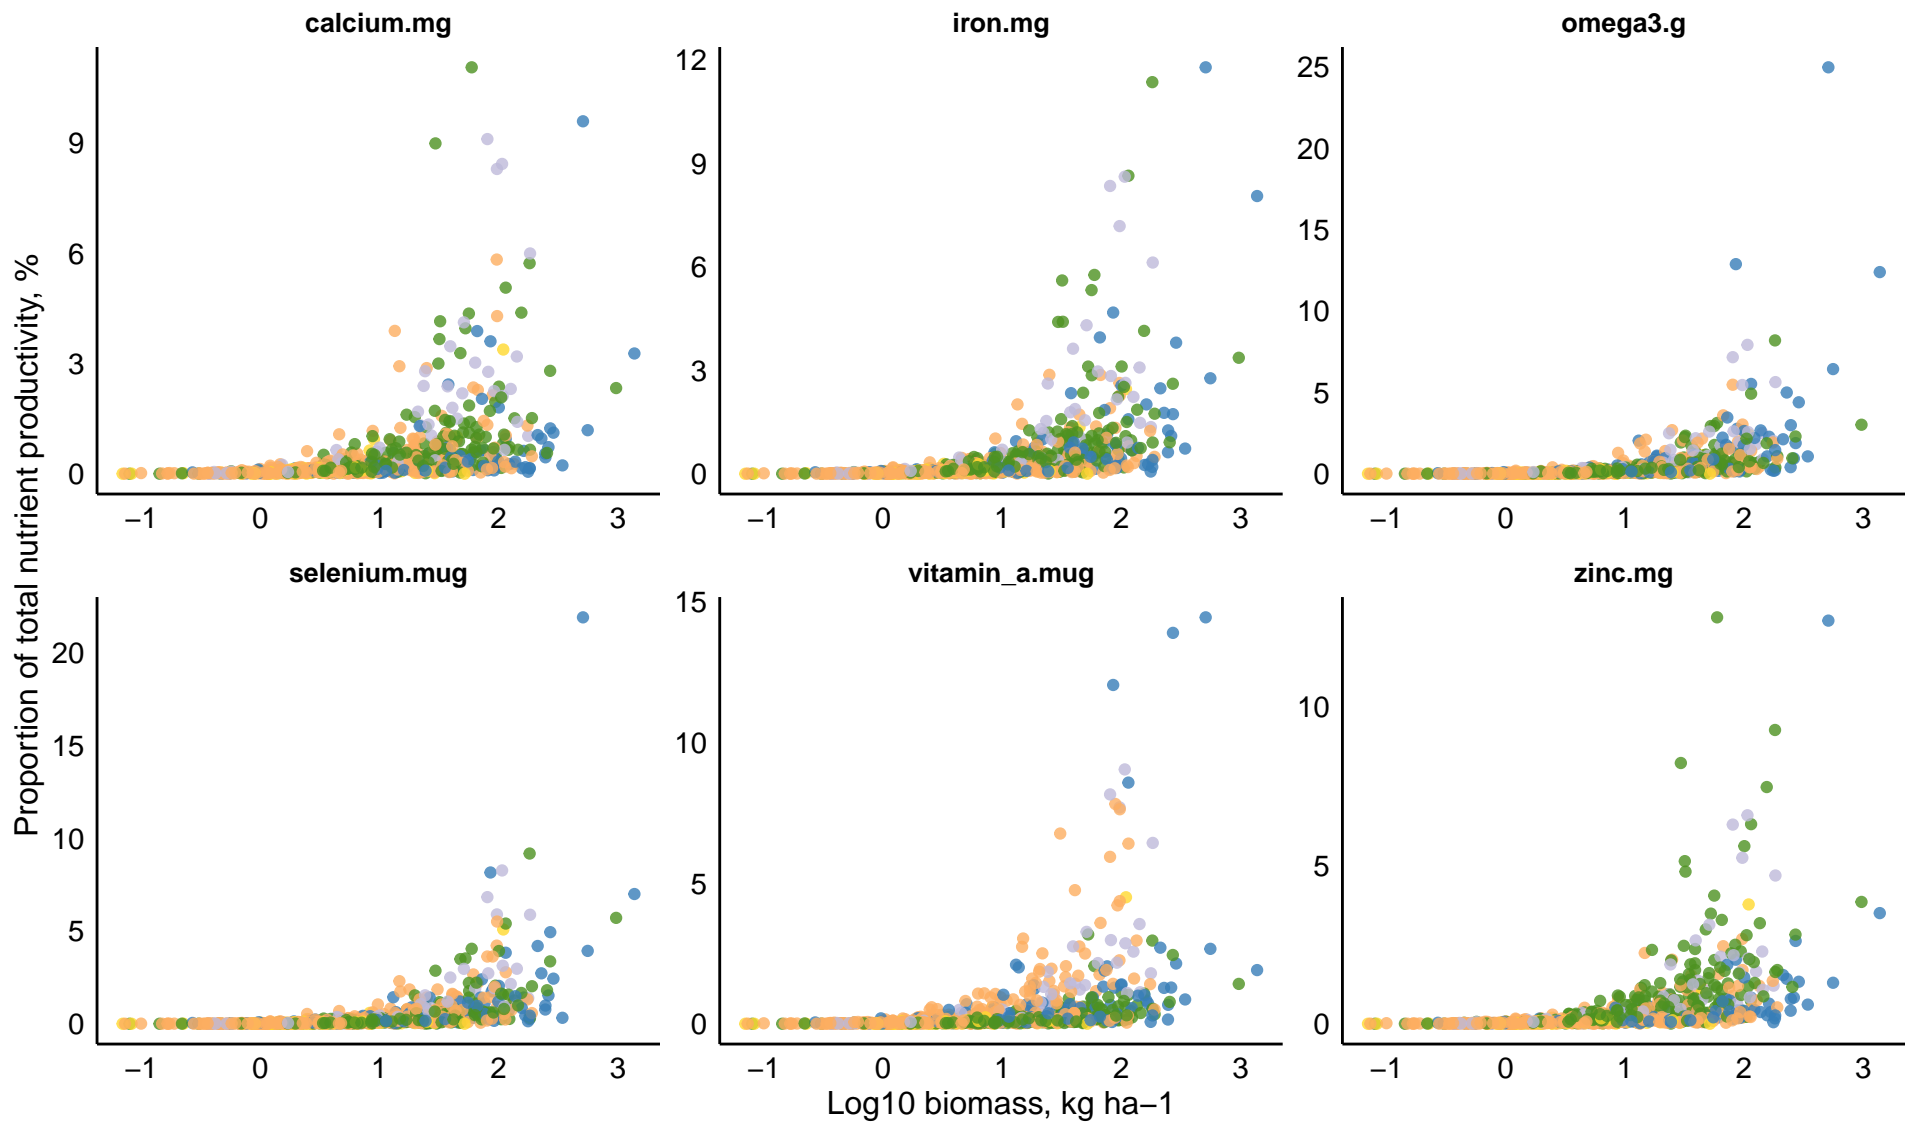 calcium.mg iron.mg omega3.g
9
6
3
0
−1 0 1 2 3
12
9
6
3
0
−1 0 1 2 3
25
20
15
10
5
0
−1 0 1 2 3
selenium.mug vitamin_a.mug zinc.mg
20
15
10
5
0
−1 0 1 2 3
15
10
5
0
−1 0 1 2 3
10
5
0
−1 0 1 2 3
Proportion of total nutrient productivity, %
Log10 biomass, kg ha−1